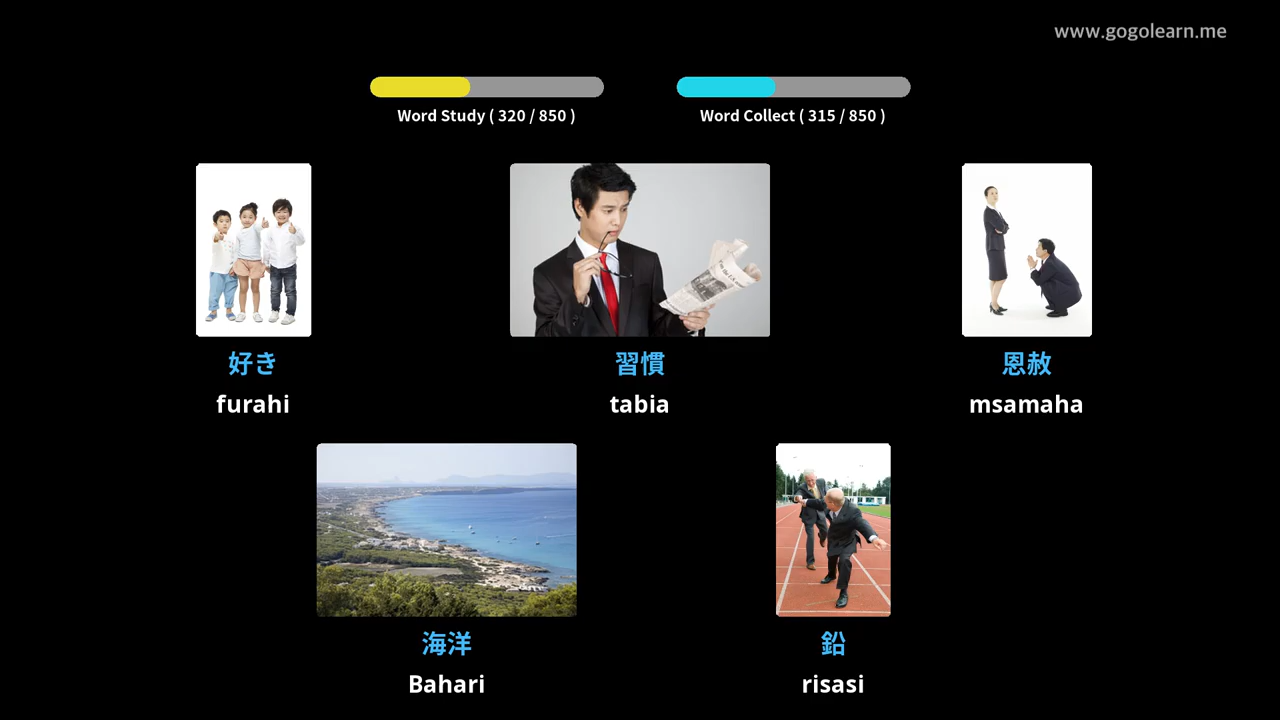 www.gogolearn.me
Word Study ( 320 / 850 )
Word Collect ( 315 / 850 )
好き
習慣
恩赦
furahi
tabia
msamaha
海洋
鉛
Bahari
risasi